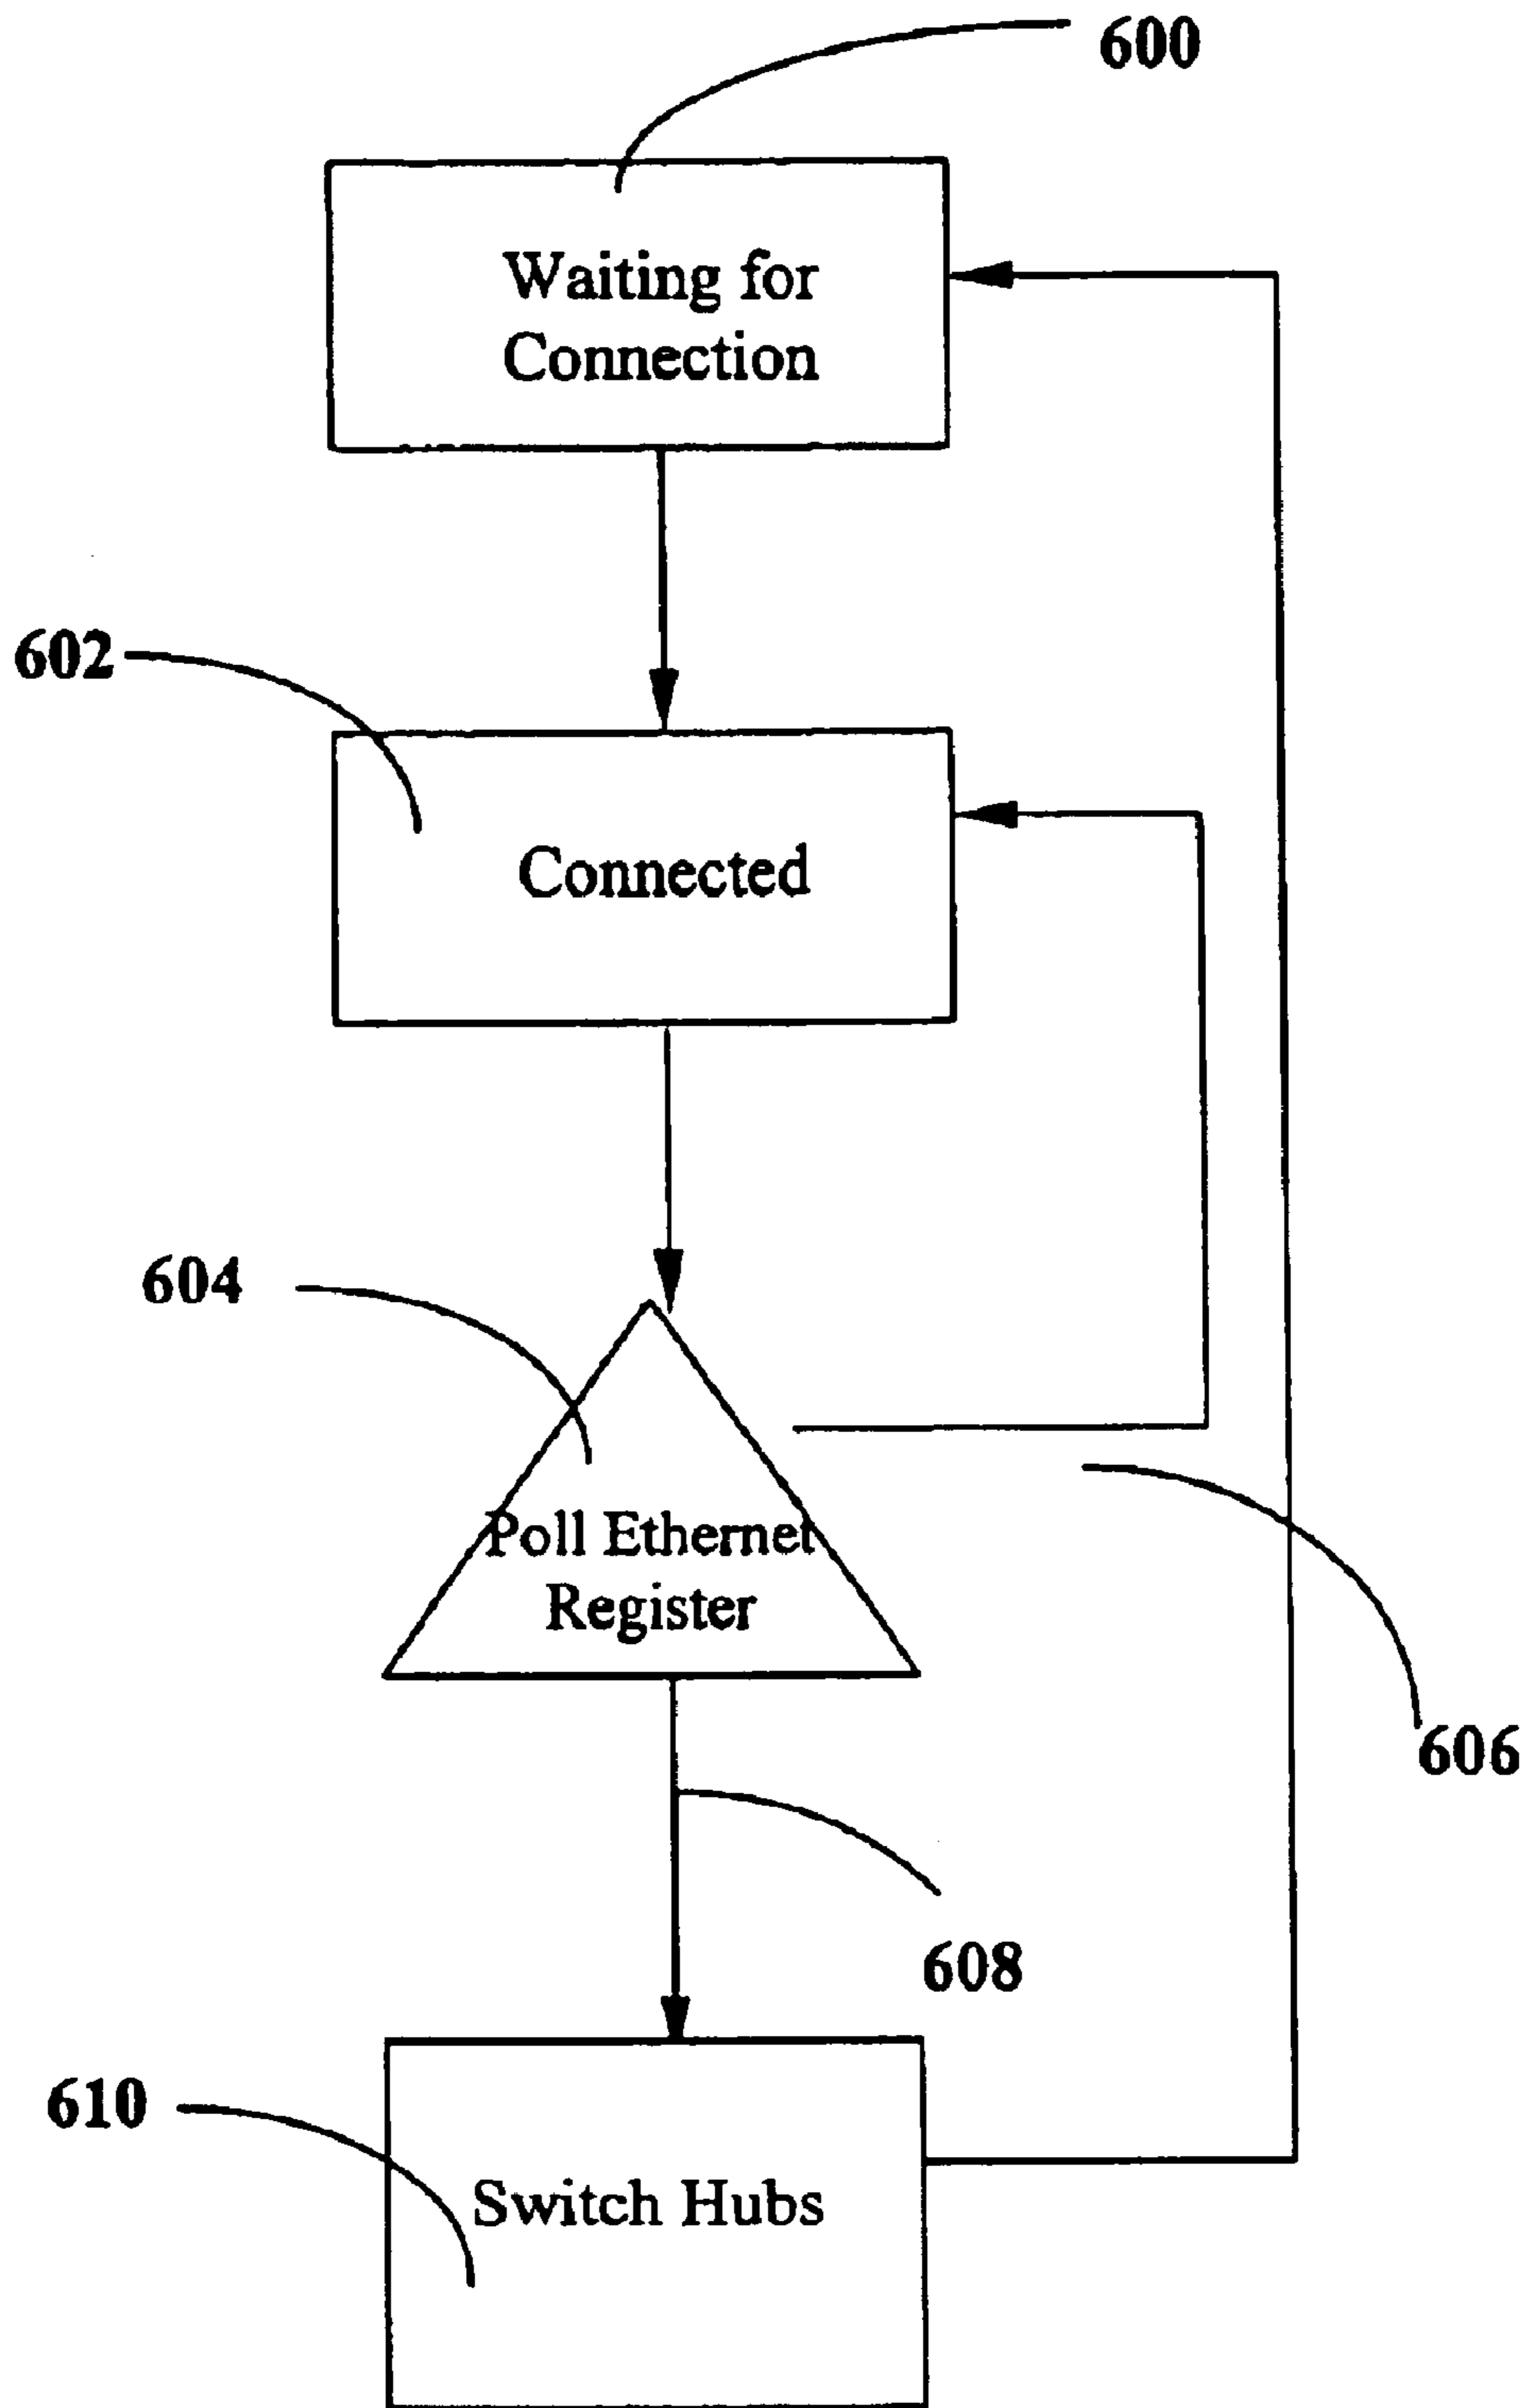 600
Waiting for
Connection
602
Connected
604
Poll Ethernet
Register
606
608
610
Switch Hubs